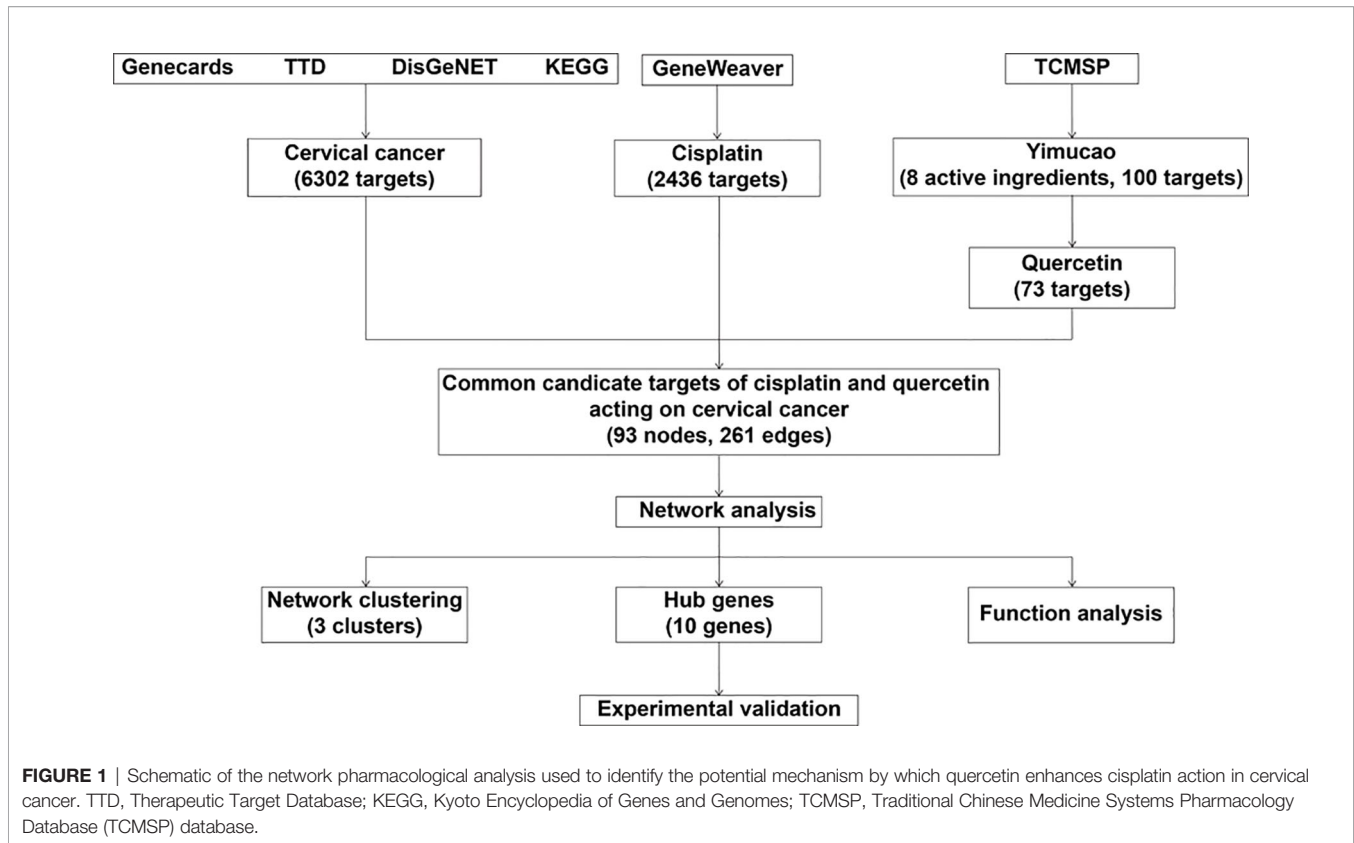 Genecards TTD DisGeNET KEGG
GeneWeaver
TCMSP
Cervical cancer
(6302 targets)
Cisplatin
(2436 targets)
Yimucao
(8 active ingredients, 100 targets)
Quercetin
(73 targets)
Common candicate targets of cisplatin and quercetin
acting on cervical cancer
(93 nodes, 261 edges)
Network analysis
Network clustering
(3 clusters)
Hub genes
(10 genes)
Function analysis
Experimental validation
FIGURE 1 | Schematic of the network pharmacological analysis used to identify the potential mechanism by which quercetin enhances cisplatin action in cervical
cancer. TTD, Therapeutic Target Database; KEGG, Kyoto Encyclopedia of Genes and Genomes; TCMSP, Traditional Chinese Medicine Systems Pharmacology
Database (TCMSP) database.